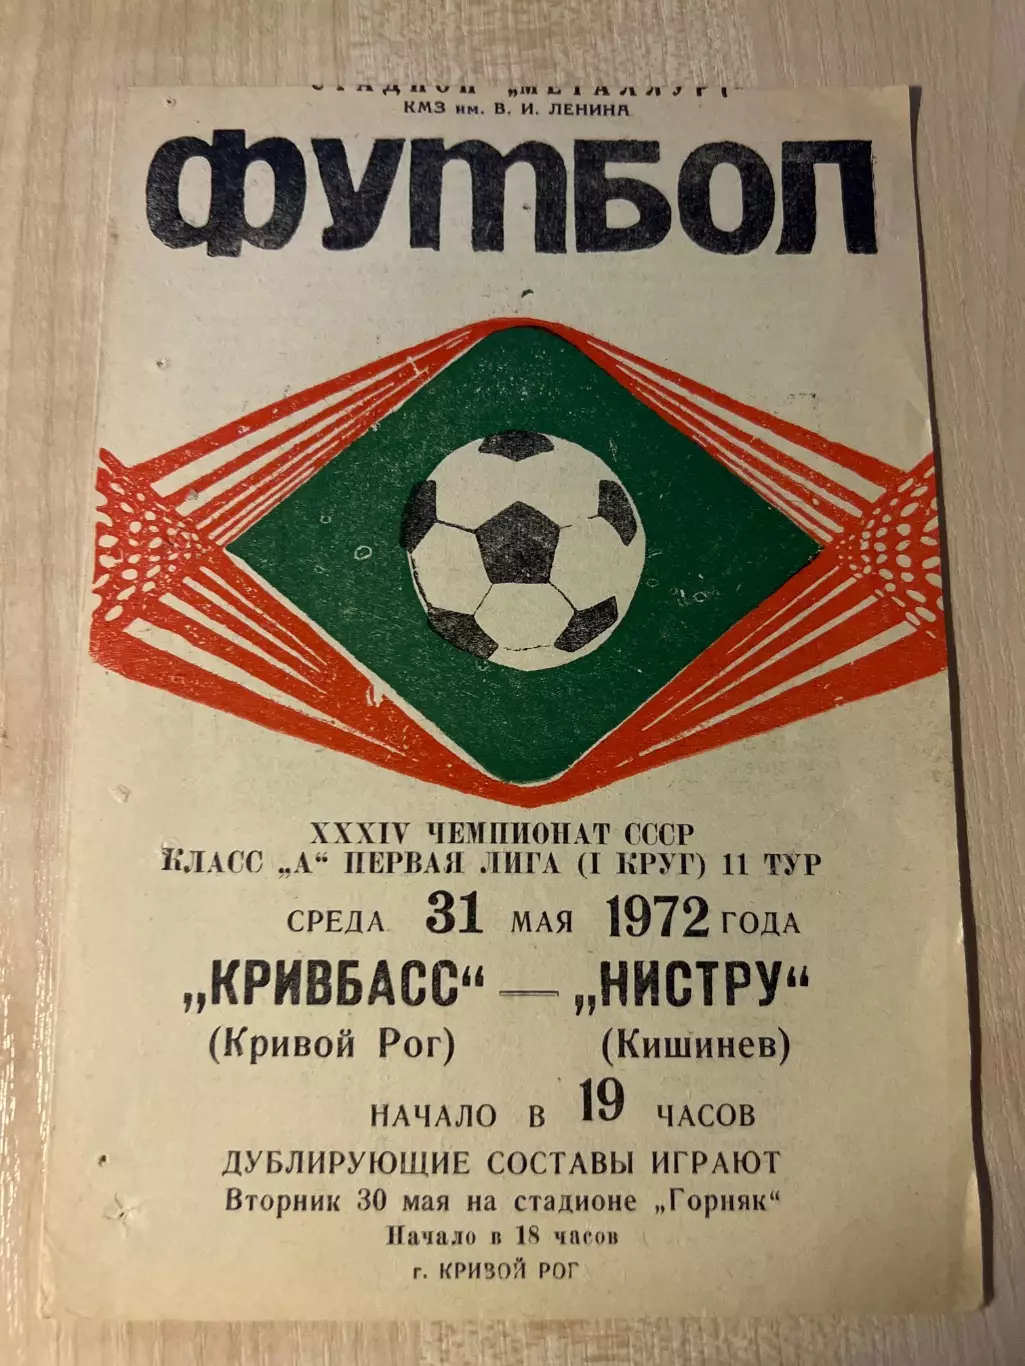 СТАДИОН „МЕТАЛЛУРГ“
КМЗ им. В. И. ЛЕНИНА
ФУТБОЛ
XXXIV ЧЕМПИОНАТ СССР
КЛАСС „А“ ПЕРВАЯ ЛИГА (I КРУГ) 11 ТУР
СРЕДА 31 МАЯ 1972 ГОДА
„КРИВБАСС“ — „НИСТРУ“
(Кривой Рог) (Кишинев)
НАЧАЛО В 19 ЧАСОВ
ДУБЛИРУЮЩИЕ СОСТАВЫ ИГРАЮТ
Вторник 30 мая на стадионе „Горняк“
Начало в 18 часов
г. КРИВОЙ РОГ